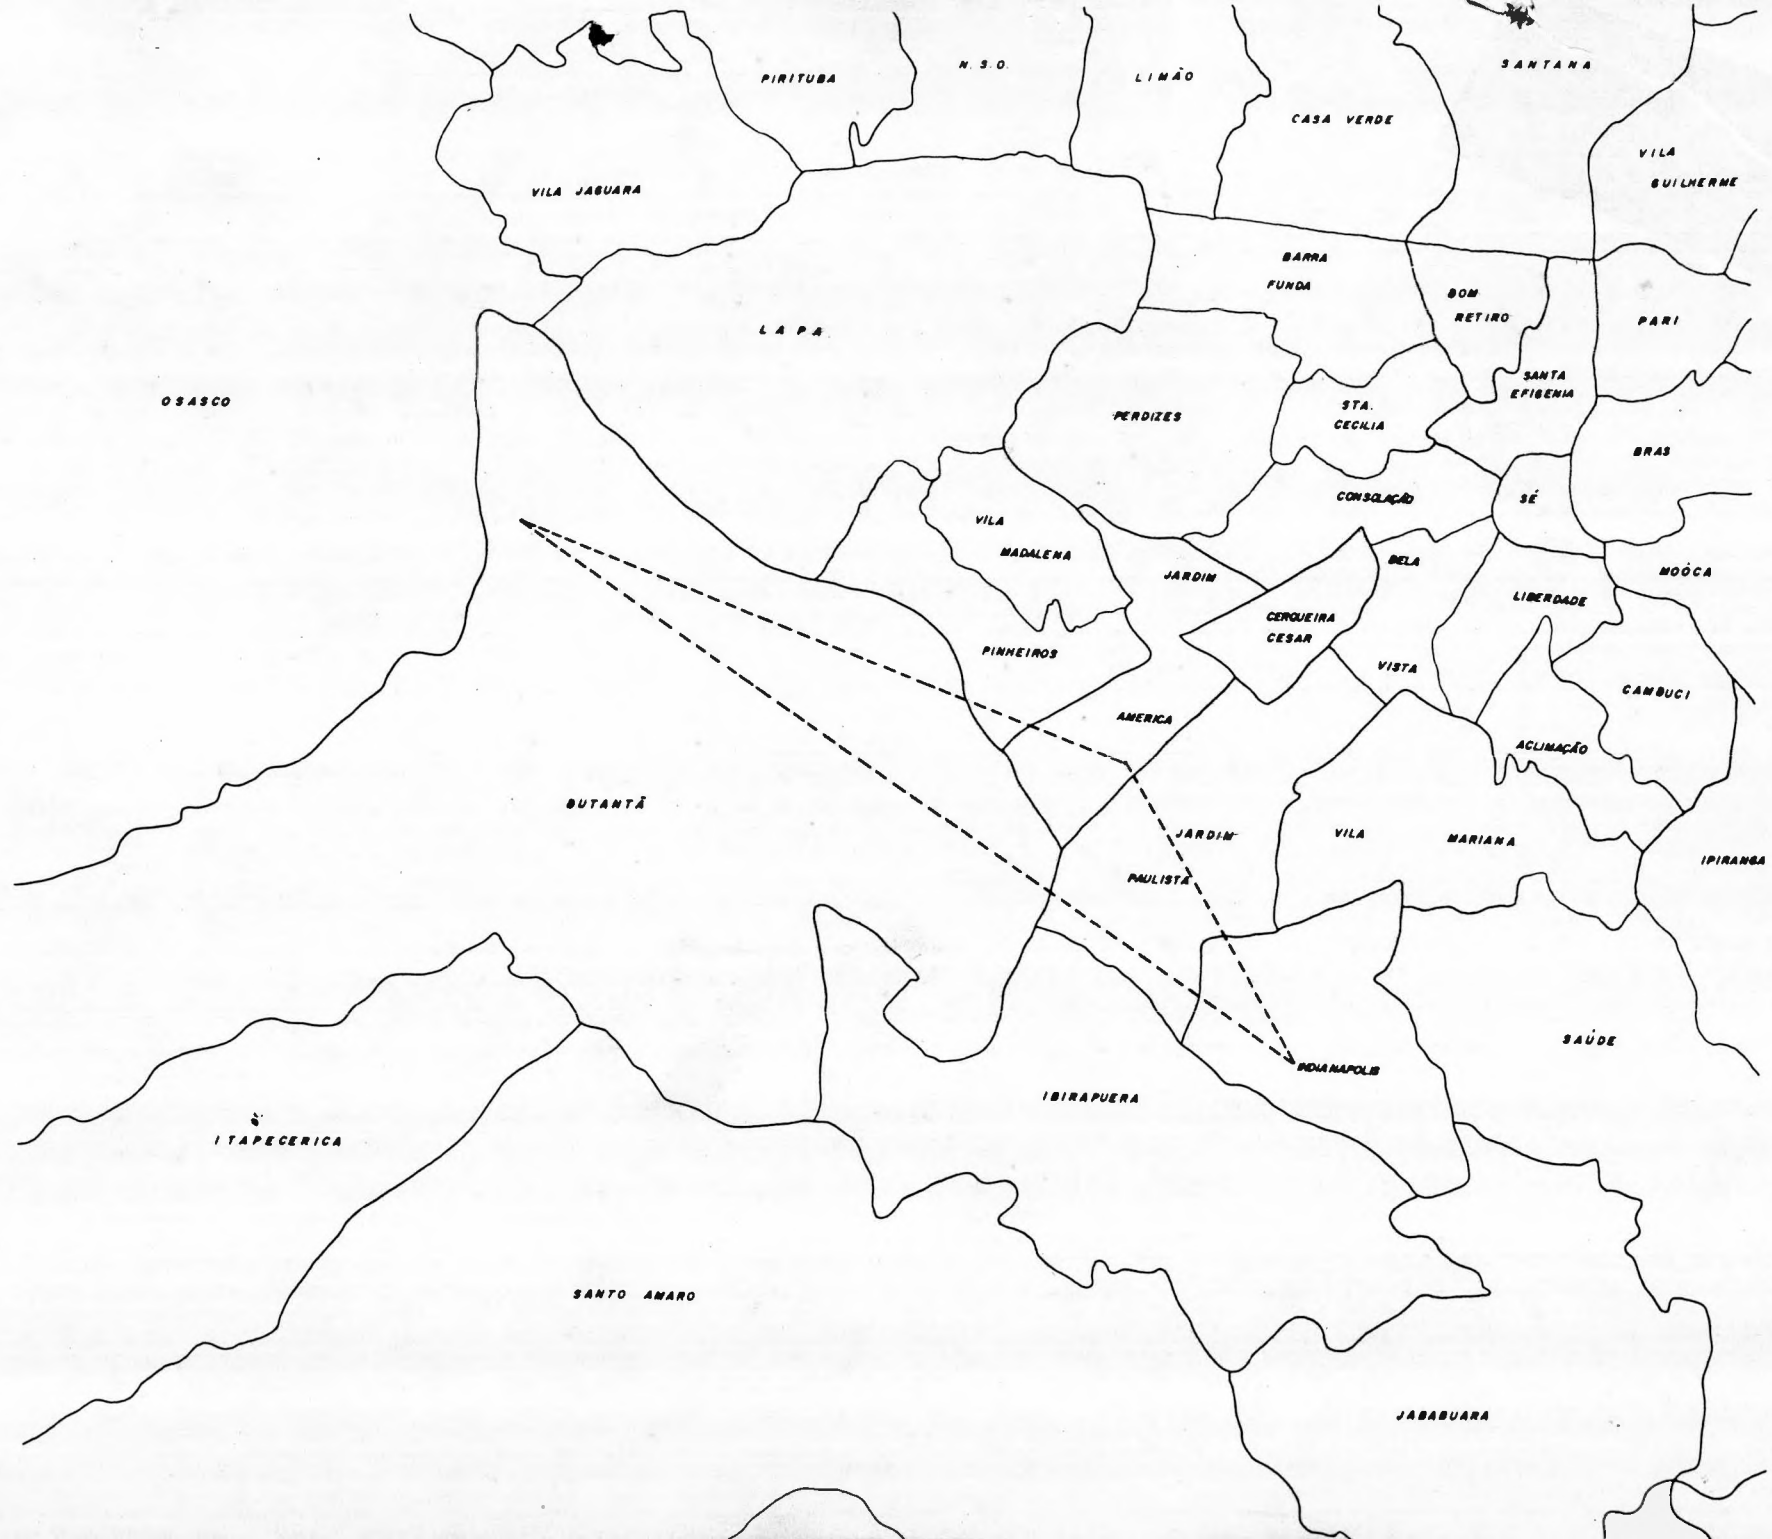 PIRITUBA
N. S. O.
LIMÃO
SANTANA
CASA VERDE
VILA
GUILHERME
VILA JAGUARA
BARRA
FUNDA
BOM
RETIRO
PARI
LAPA
OSASCO
SANTA
EFIGENIA
STA.
CECILIA
PERDIZES
BRAS
CONSOLAÇÃO
SÉ
VILA
MADALENA
JARDIM
BELA
MOÓCA
LIBERDADE
CERQUEIRA
CESAR
PINHEIROS
VISTA
CAMBUCI
AMERICA
ACLIMAÇÃO
BUTANTÃ
JARDIM
PAULISTA
VILA MARIANA
IPIRANGA
SAÚDE
INDIANAPOLIS
IBIRAPUERA
ITAPECERICA
SANTO AMARO
JABABUARA